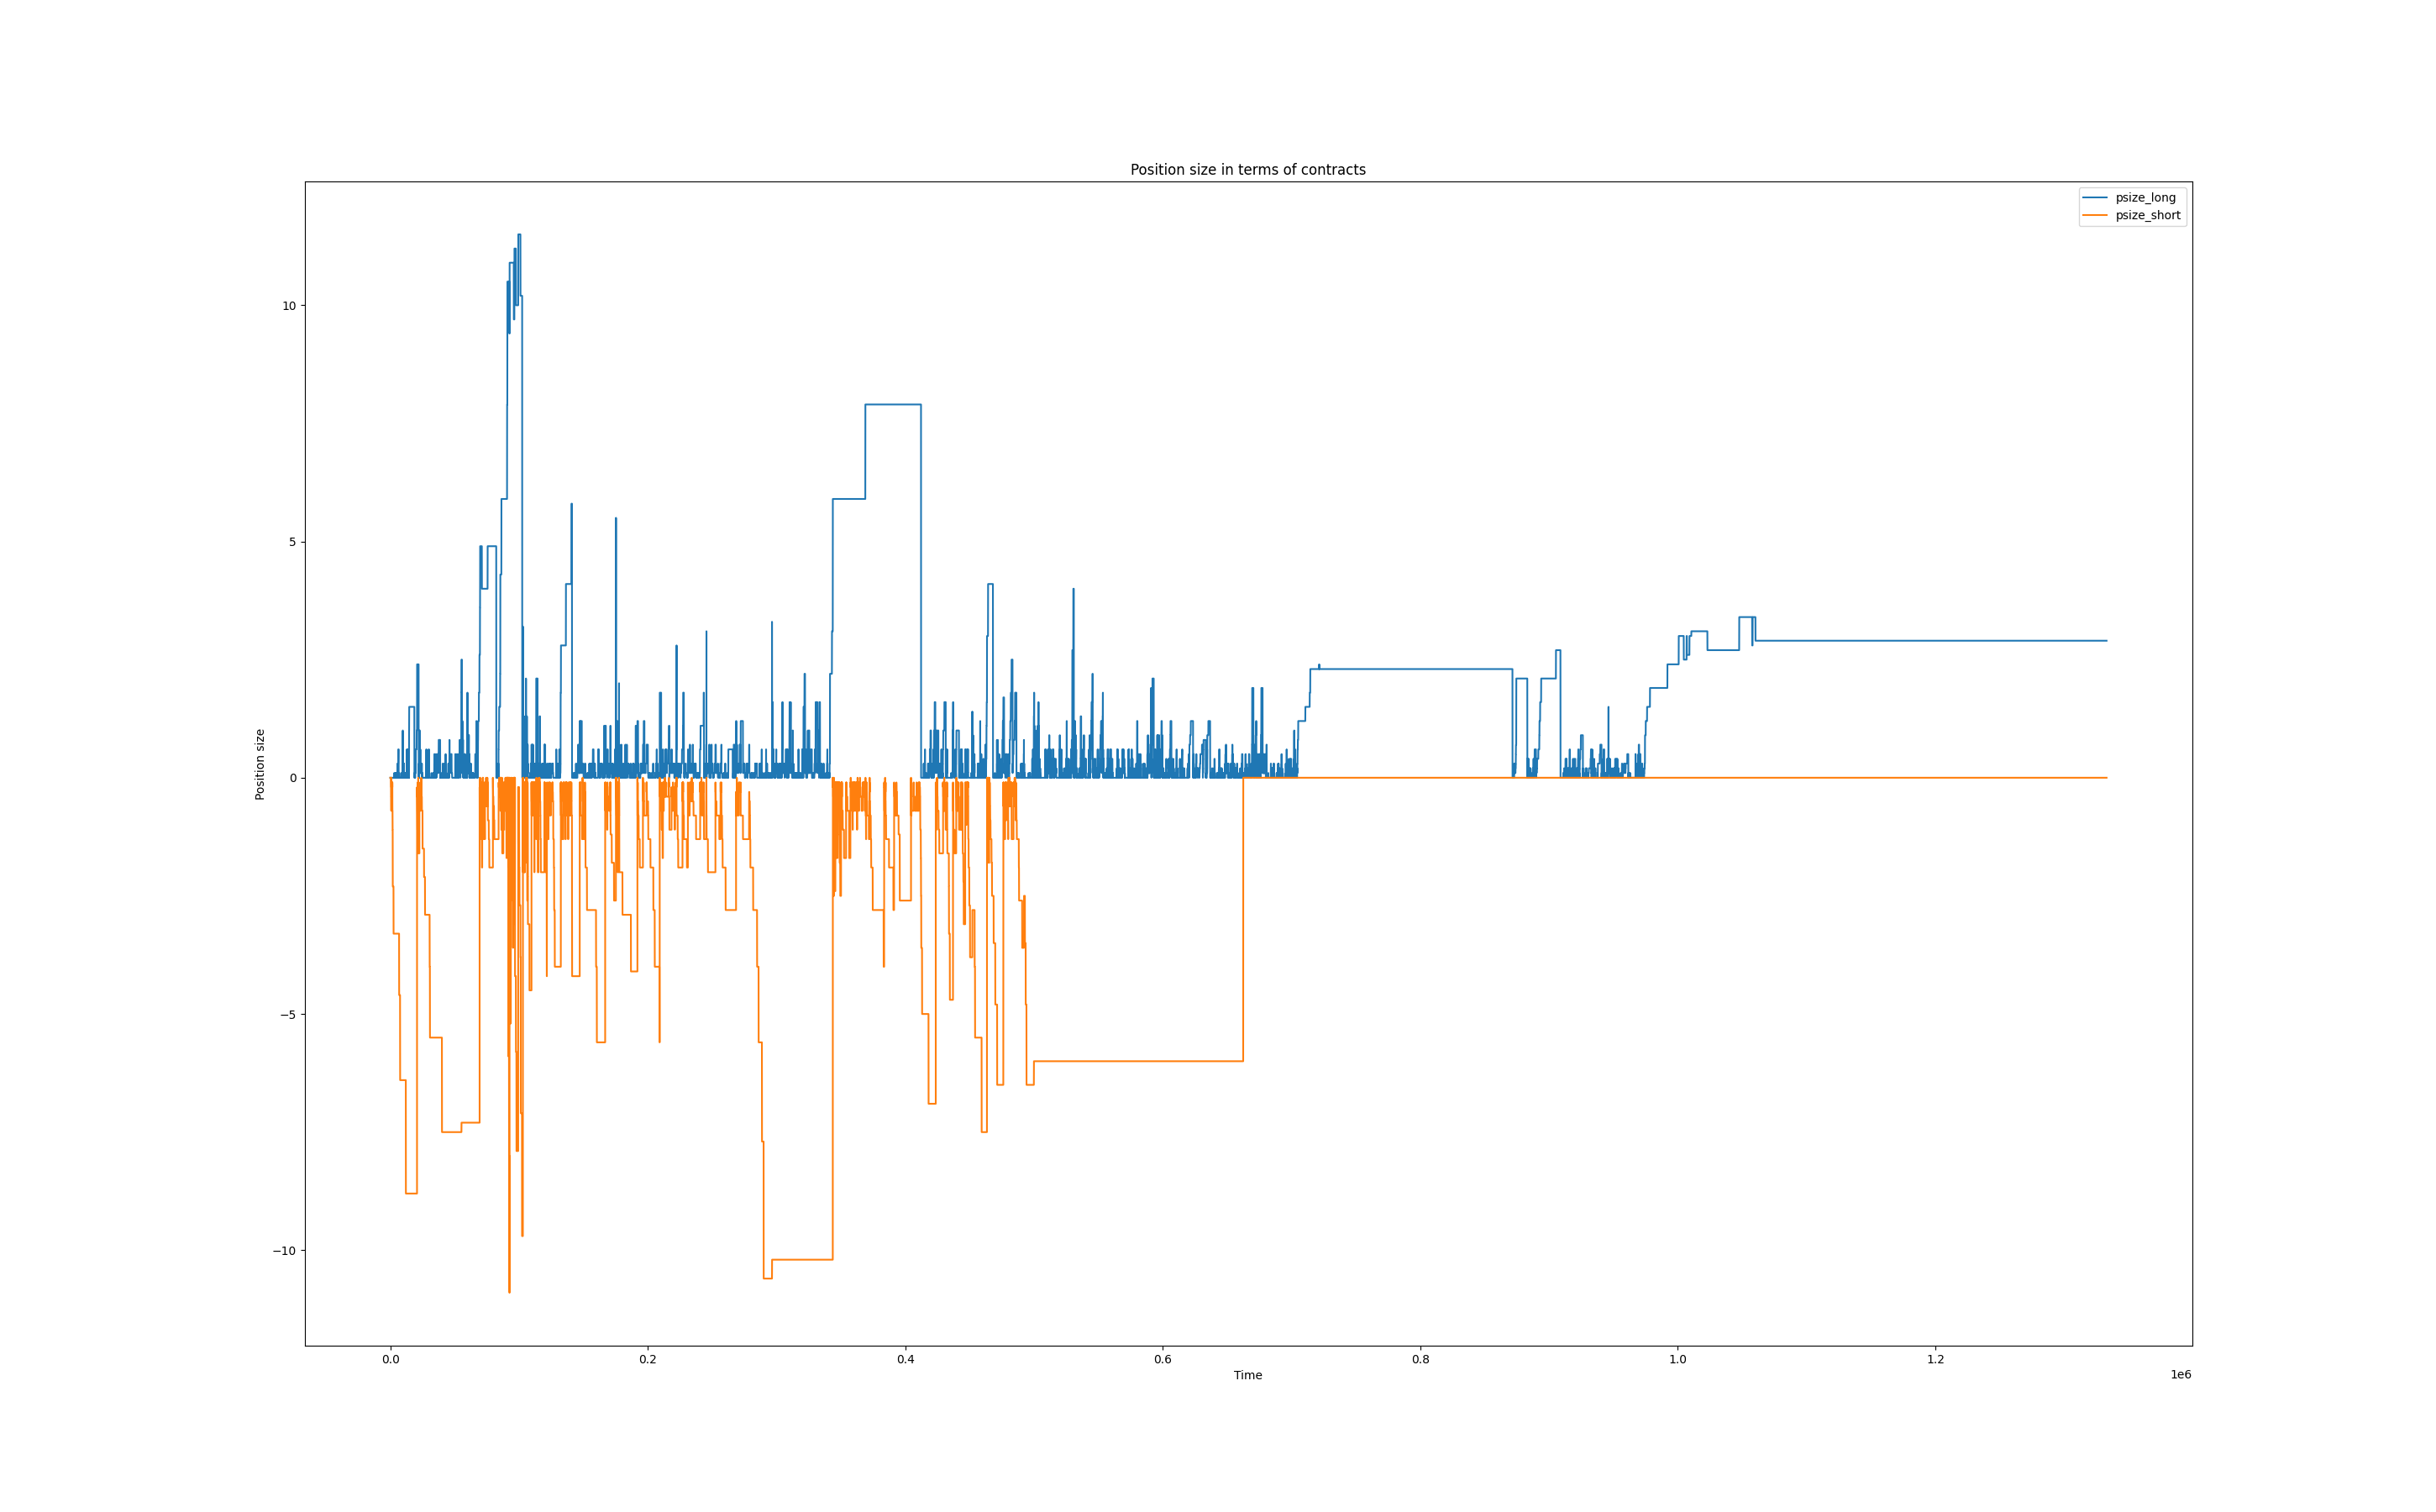 Position size in terms of contracts
psize_long
psize_short
10
5
0
−5
−10
Position size
0.0
0.2
0.4
0.6
0.8
1.0
1.2
Time
1e6